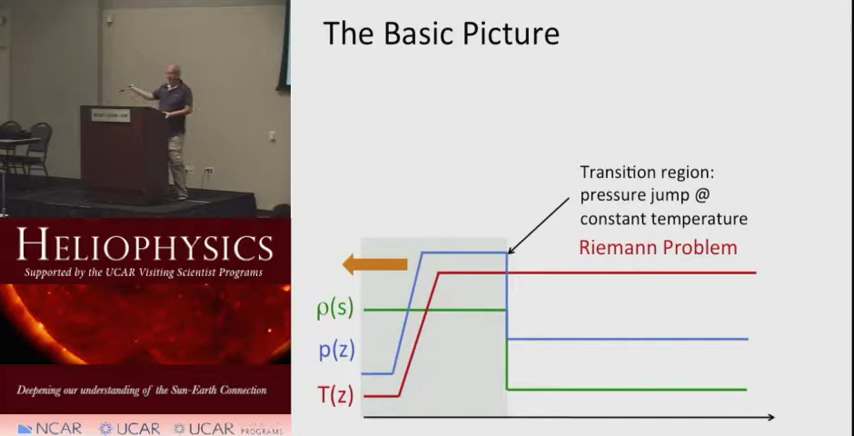 The Basic Picture
Transition region:
pressure jump @
constant temperature
Riemann Problem
ρ(s)
p(z)
T(z)
HELIOPHYSICS
Supported by the UCAR Visiting Scientist Programs
Deepening our understanding of the Sun-Earth Connection
NCAR UCAR UCAR PROGRAMS